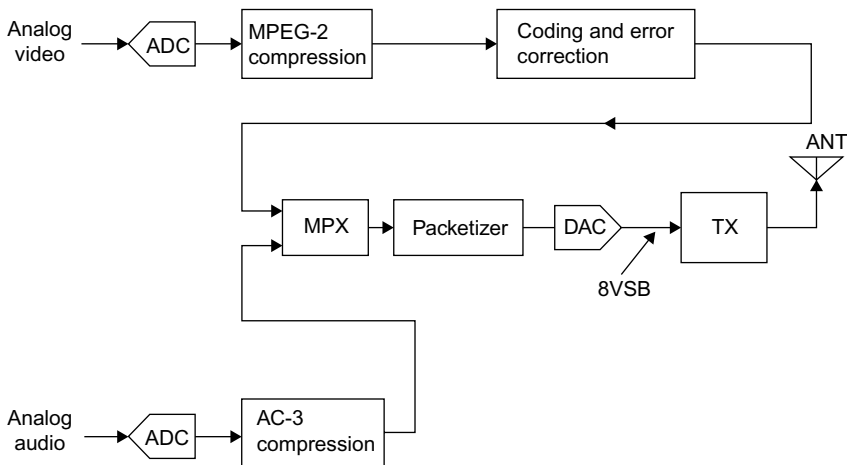 Analog
video
ADC
MPEG-2
compression
Coding and error
correction
ANT
MPX
Packetizer
DAC
TX
8VSB
Analog
audio
ADC
AC-3
compression